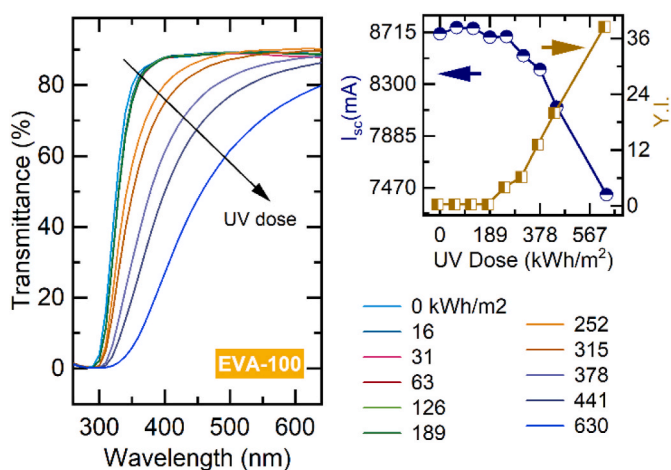 80
60
40
20
0
Transmittance (%)
UV dose
EVA-100
300 400 500 600
Wavelength (nm)
8715
8300
7885
7470
I_sc(mA)
36
24
12
0
Y.I.
0 189 378 567
UV Dose (kWh/m²)
0 kWh/m2
16
31
63
126
189
252
315
378
441
630